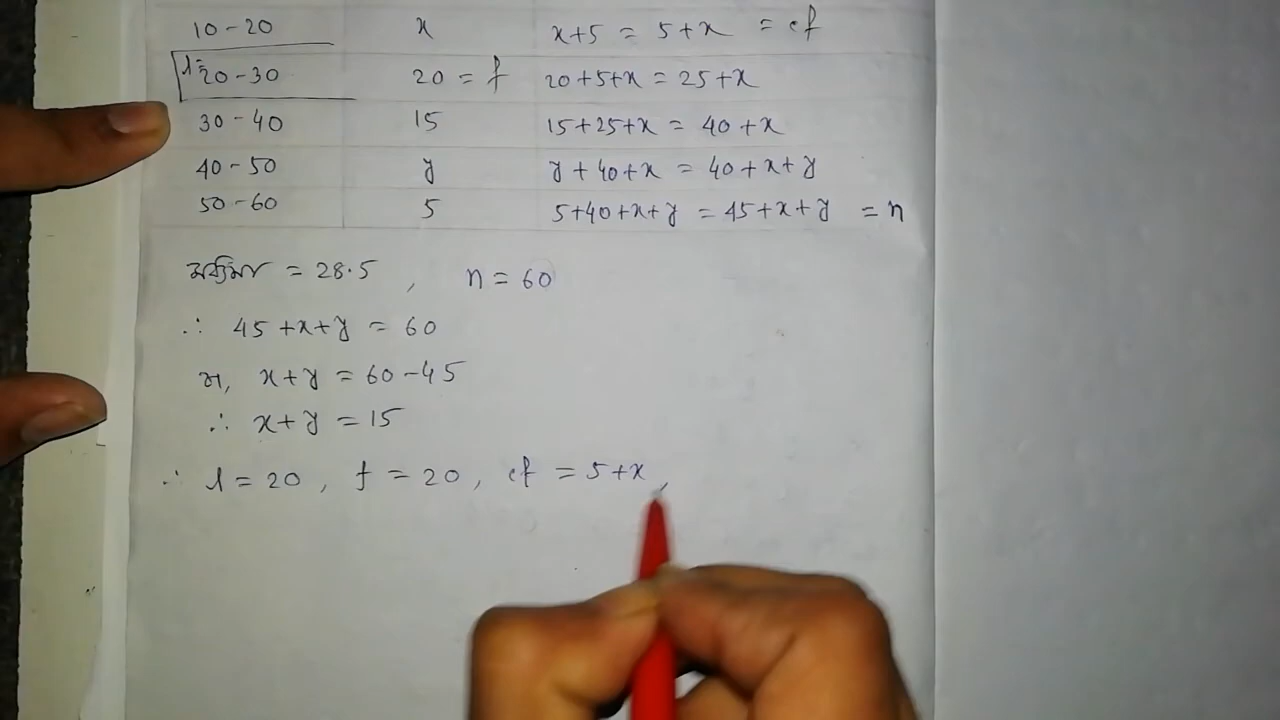 10-20 x x+5 = 5+x = cf
l= 20-30 20 = f 20+5+x = 25+x
30-40 15 15+25+x = 40+x
40-50 y y+40+x = 40+x+y
50-60 5 5+40+x+y = 45+x+y = n
মধ্যমা = 28.5 , n = 60
∴ 45+x+y = 60
বা, x+y = 60-45
∴ x+y = 15
∴ l = 20 , f = 20 , cf = 5+x ,